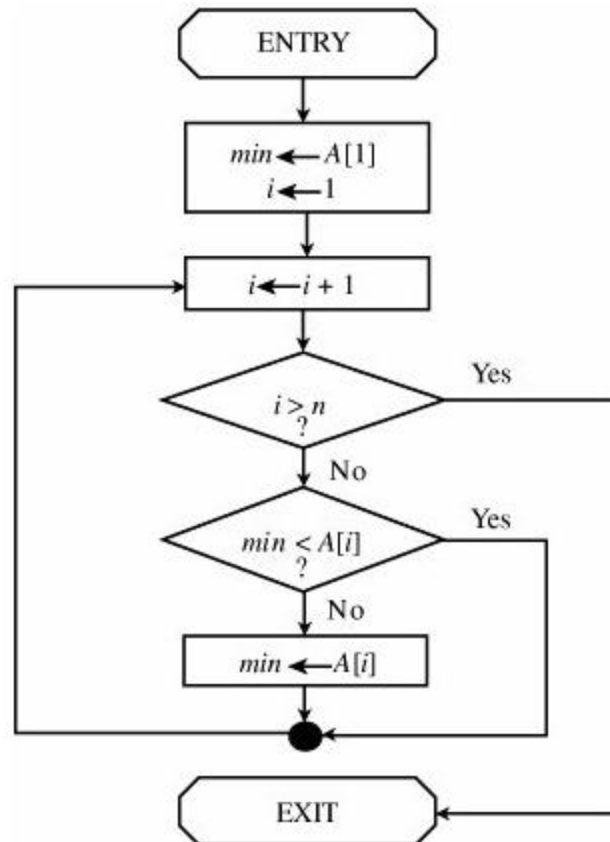 ENTRY
min ← A[1]
i ← 1
i ← i + 1
i > n
?
Yes
No
min < A[i]
?
Yes
No
min ← A[i]
EXIT